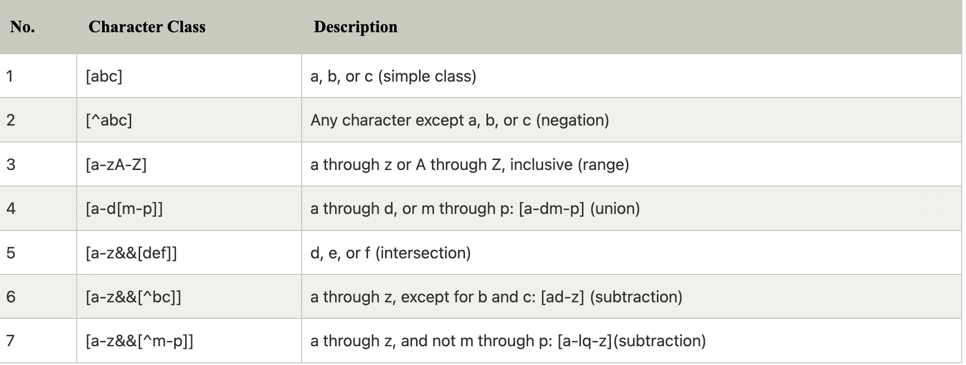 No. Character Class Description
1 [abc] a, b, or c (simple class)
2 [^abc] Any character except a, b, or c (negation)
3 [a-zA-Z] a through z or A through Z, inclusive (range)
4 [a-d[m-p]] a through d, or m through p: [a-dm-p] (union)
5 [a-z&&[def]] d, e, or f (intersection)
6 [a-z&&[^bc]] a through z, except for b and c: [ad-z] (subtraction)
7 [a-z&&[^m-p]] a through z, and not m through p: [a-lq-z](subtraction)